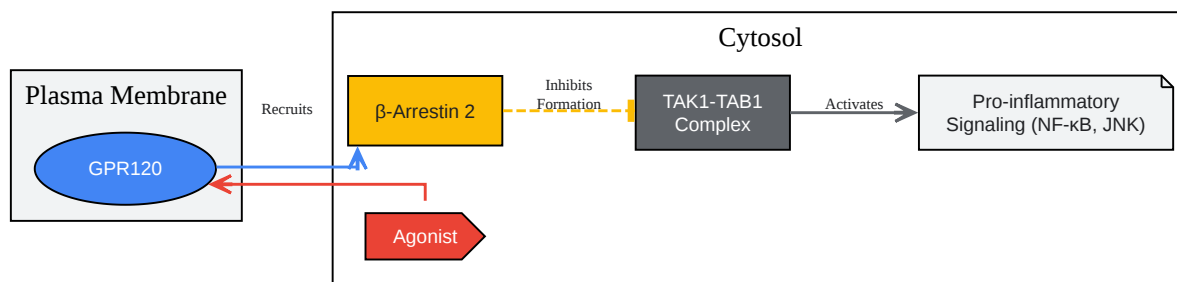 Cytosol
Plasma Membrane
GPR120
Recruits
β-Arrestin 2
Agonist
Inhibits
Formation
TAK1-TAB1
Complex
Activates
Pro-inflammatory
Signaling (NF-κB, JNK)